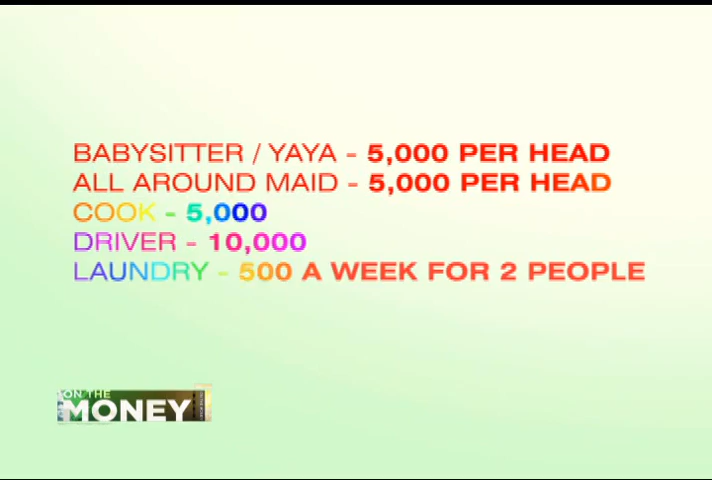 BABYSITTER / YAYA - 5,000 PER HEAD
ALL AROUND MAID - 5,000 PER HEAD
COOK - 5,000
DRIVER - 10,000
LAUNDRY - 500 A WEEK FOR 2 PEOPLE
ON THE
MONEY